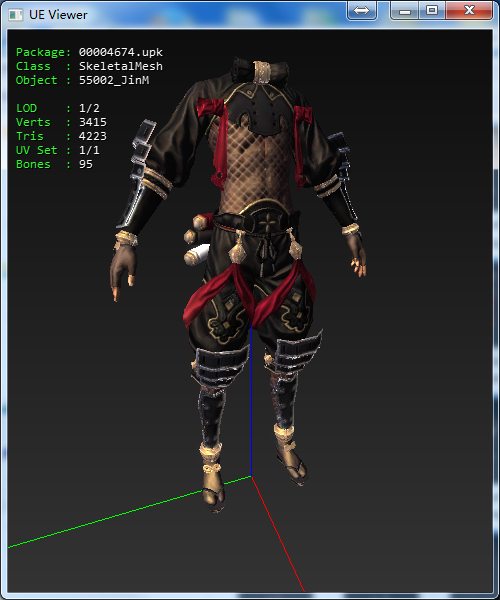 UE Viewer
Package: 00004674.upk
Class : SkeletalMesh
Object : 55002_JinM
LOD : 1/2
Verts : 3415
Tris : 4223
UV Set : 1/1
Bones : 95